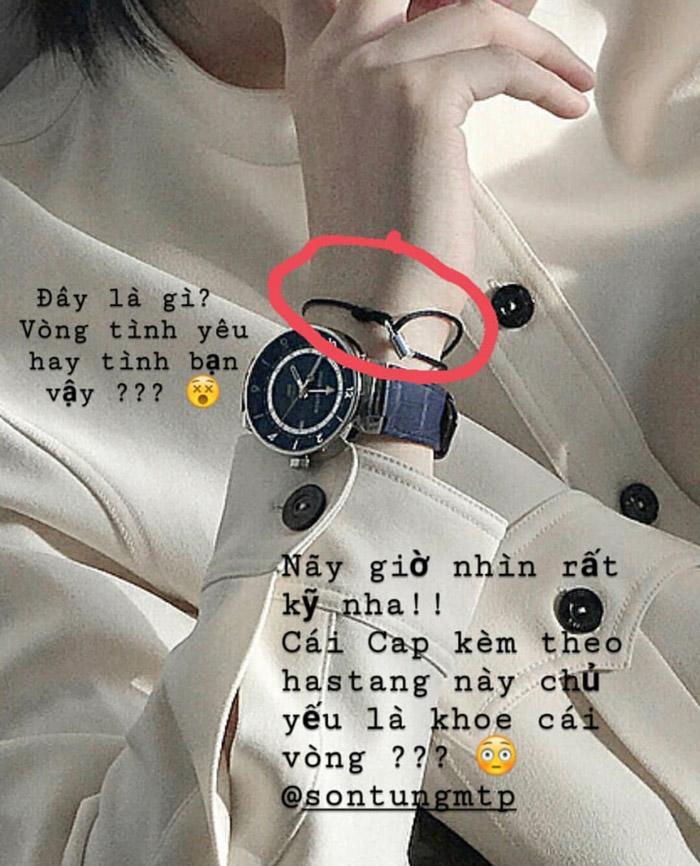 Đây là gì?
Vòng tình yêu
hay tình bạn
vậy ??? 😵
Nãy giờ nhìn rất
kỹ nha!!
Cái Cap kèm theo
hastang này chủ
yếu là khoe cái
vòng ??? 😳
@sontungmtp